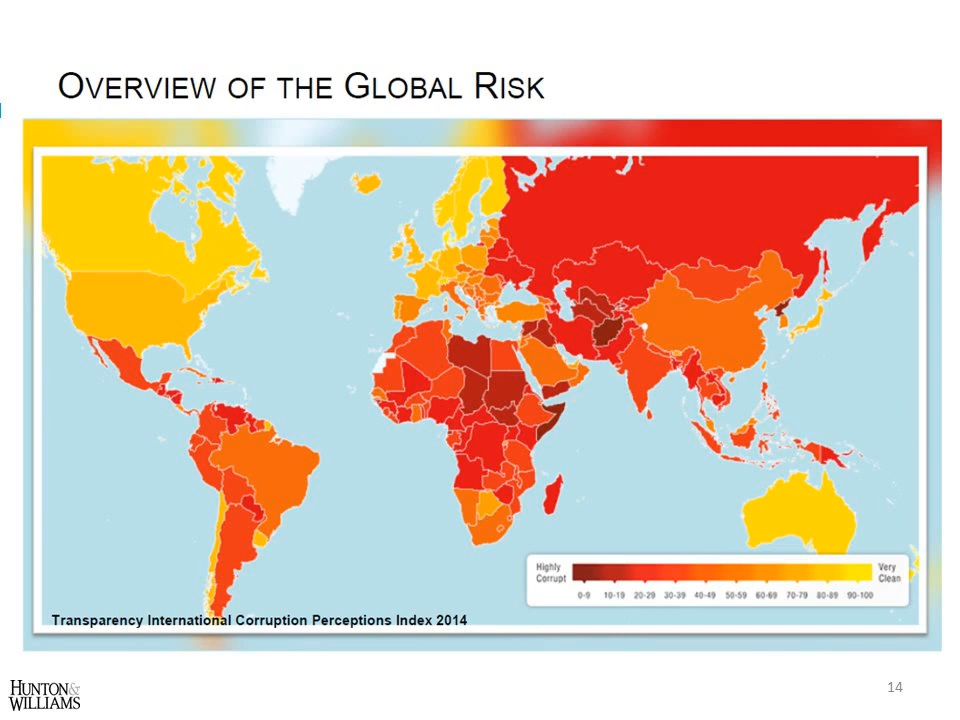 OVERVIEW OF THE GLOBAL RISK
Highly
Corrupt
Very
Clean
0-9 10-19 20-29 30-39 40-49 50-59 60-69 70-79 80-89 90-100
Transparency International Corruption Perceptions Index 2014
HUNTON&
WILLIAMS
14